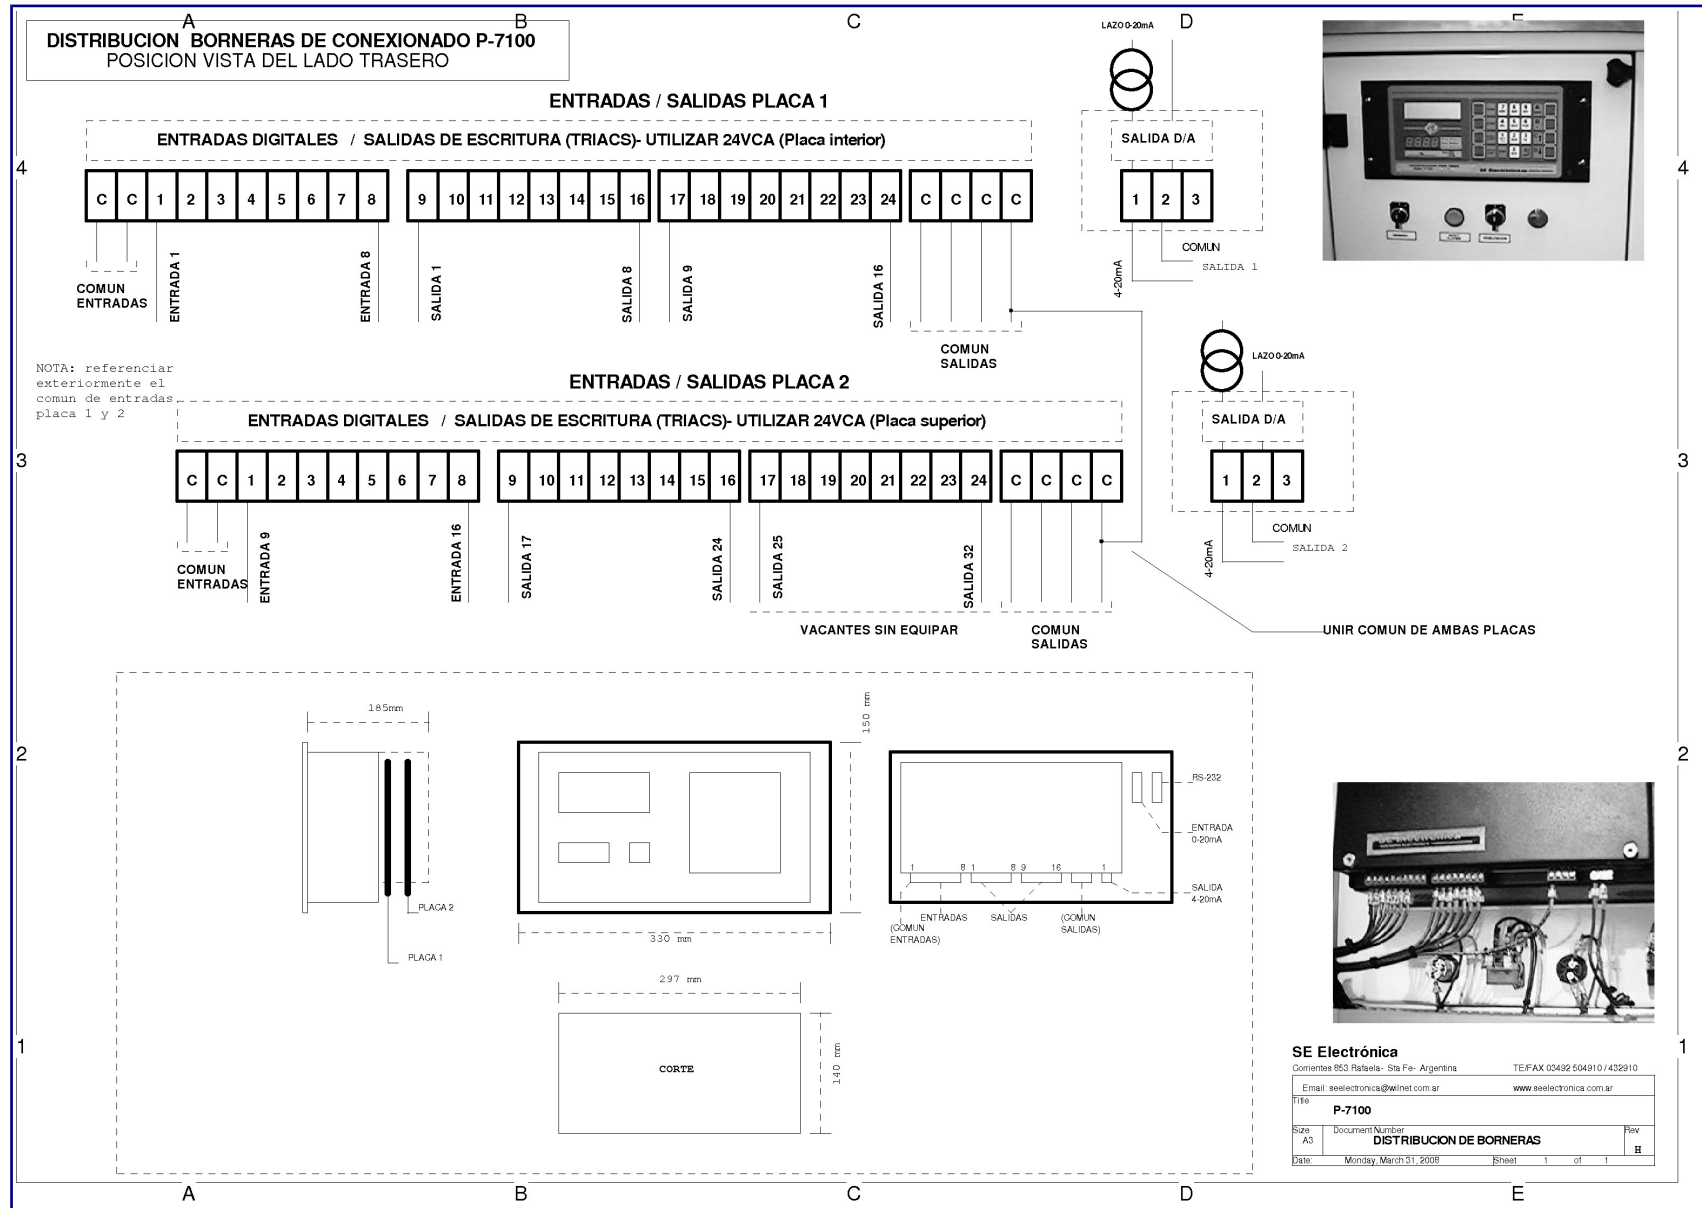 A B C D E
DISTRIBUCION BORNERAS DE CONEXIONADO P-7100
POSICION VISTA DEL LADO TRASERO
LAZO 0-20mA
ENTRADAS / SALIDAS PLACA 1
ENTRADAS DIGITALES / SALIDAS DE ESCRITURA (TRIACS)- UTILIZAR 24VCA (Placa interior)
SALIDA D/A
4 4
C C 1 2 3 4 5 6 7 8 9 10 11 12 13 14 15 16 17 18 19 20 21 22 23 24 C C C C 1 2 3
COMUN
ENTRADAS
ENTRADA 1
ENTRADA 8
SALIDA 1
SALIDA 8
SALIDA 9
SALIDA 16
COMUN
SALIDAS
4-20mA
COMUN
SALIDA 1
NOTA: referenciar
exteriormente el
comun de entradas
placa 1 y 2
LAZO 0-20mA
ENTRADAS / SALIDAS PLACA 2
ENTRADAS DIGITALES / SALIDAS DE ESCRITURA (TRIACS)- UTILIZAR 24VCA (Placa superior)
SALIDA D/A
3 3
C C 1 2 3 4 5 6 7 8 9 10 11 12 13 14 15 16 17 18 19 20 21 22 23 24 C C C C 1 2 3
COMUN
ENTRADAS
ENTRADA 9
ENTRADA 16
SALIDA 17
SALIDA 24
SALIDA 25
SALIDA 32
VACANTES SIN EQUIPAR
COMUN
SALIDAS
4-20mA
COMUN
SALIDA 2
UNIR COMUN DE AMBAS PLACAS
2 2
185mm
PLACA 2
PLACA 1
150 mm
330 mm
RS-232
ENTRADA
0-20mA
1 8 1 8 9 16 1
SALIDA
4-20mA
ENTRADAS
SALIDAS
(COMUN
ENTRADAS)
(COMUN
SALIDAS)
297 mm
CORTE
140 mm
1 1
SE Electrónica
Corrientes 853 Rafaela- Sta Fe- Argentina TE/FAX 03492 504910 / 432910
Email: seelectronica@wilnet.com.ar www.seelectronica.com.ar
Title
P-7100
Size Document Number Rev
A3 DISTRIBUCION DE BORNERAS H
Date: Monday, March 31, 2008 Sheet 1 of 1
A B C D E